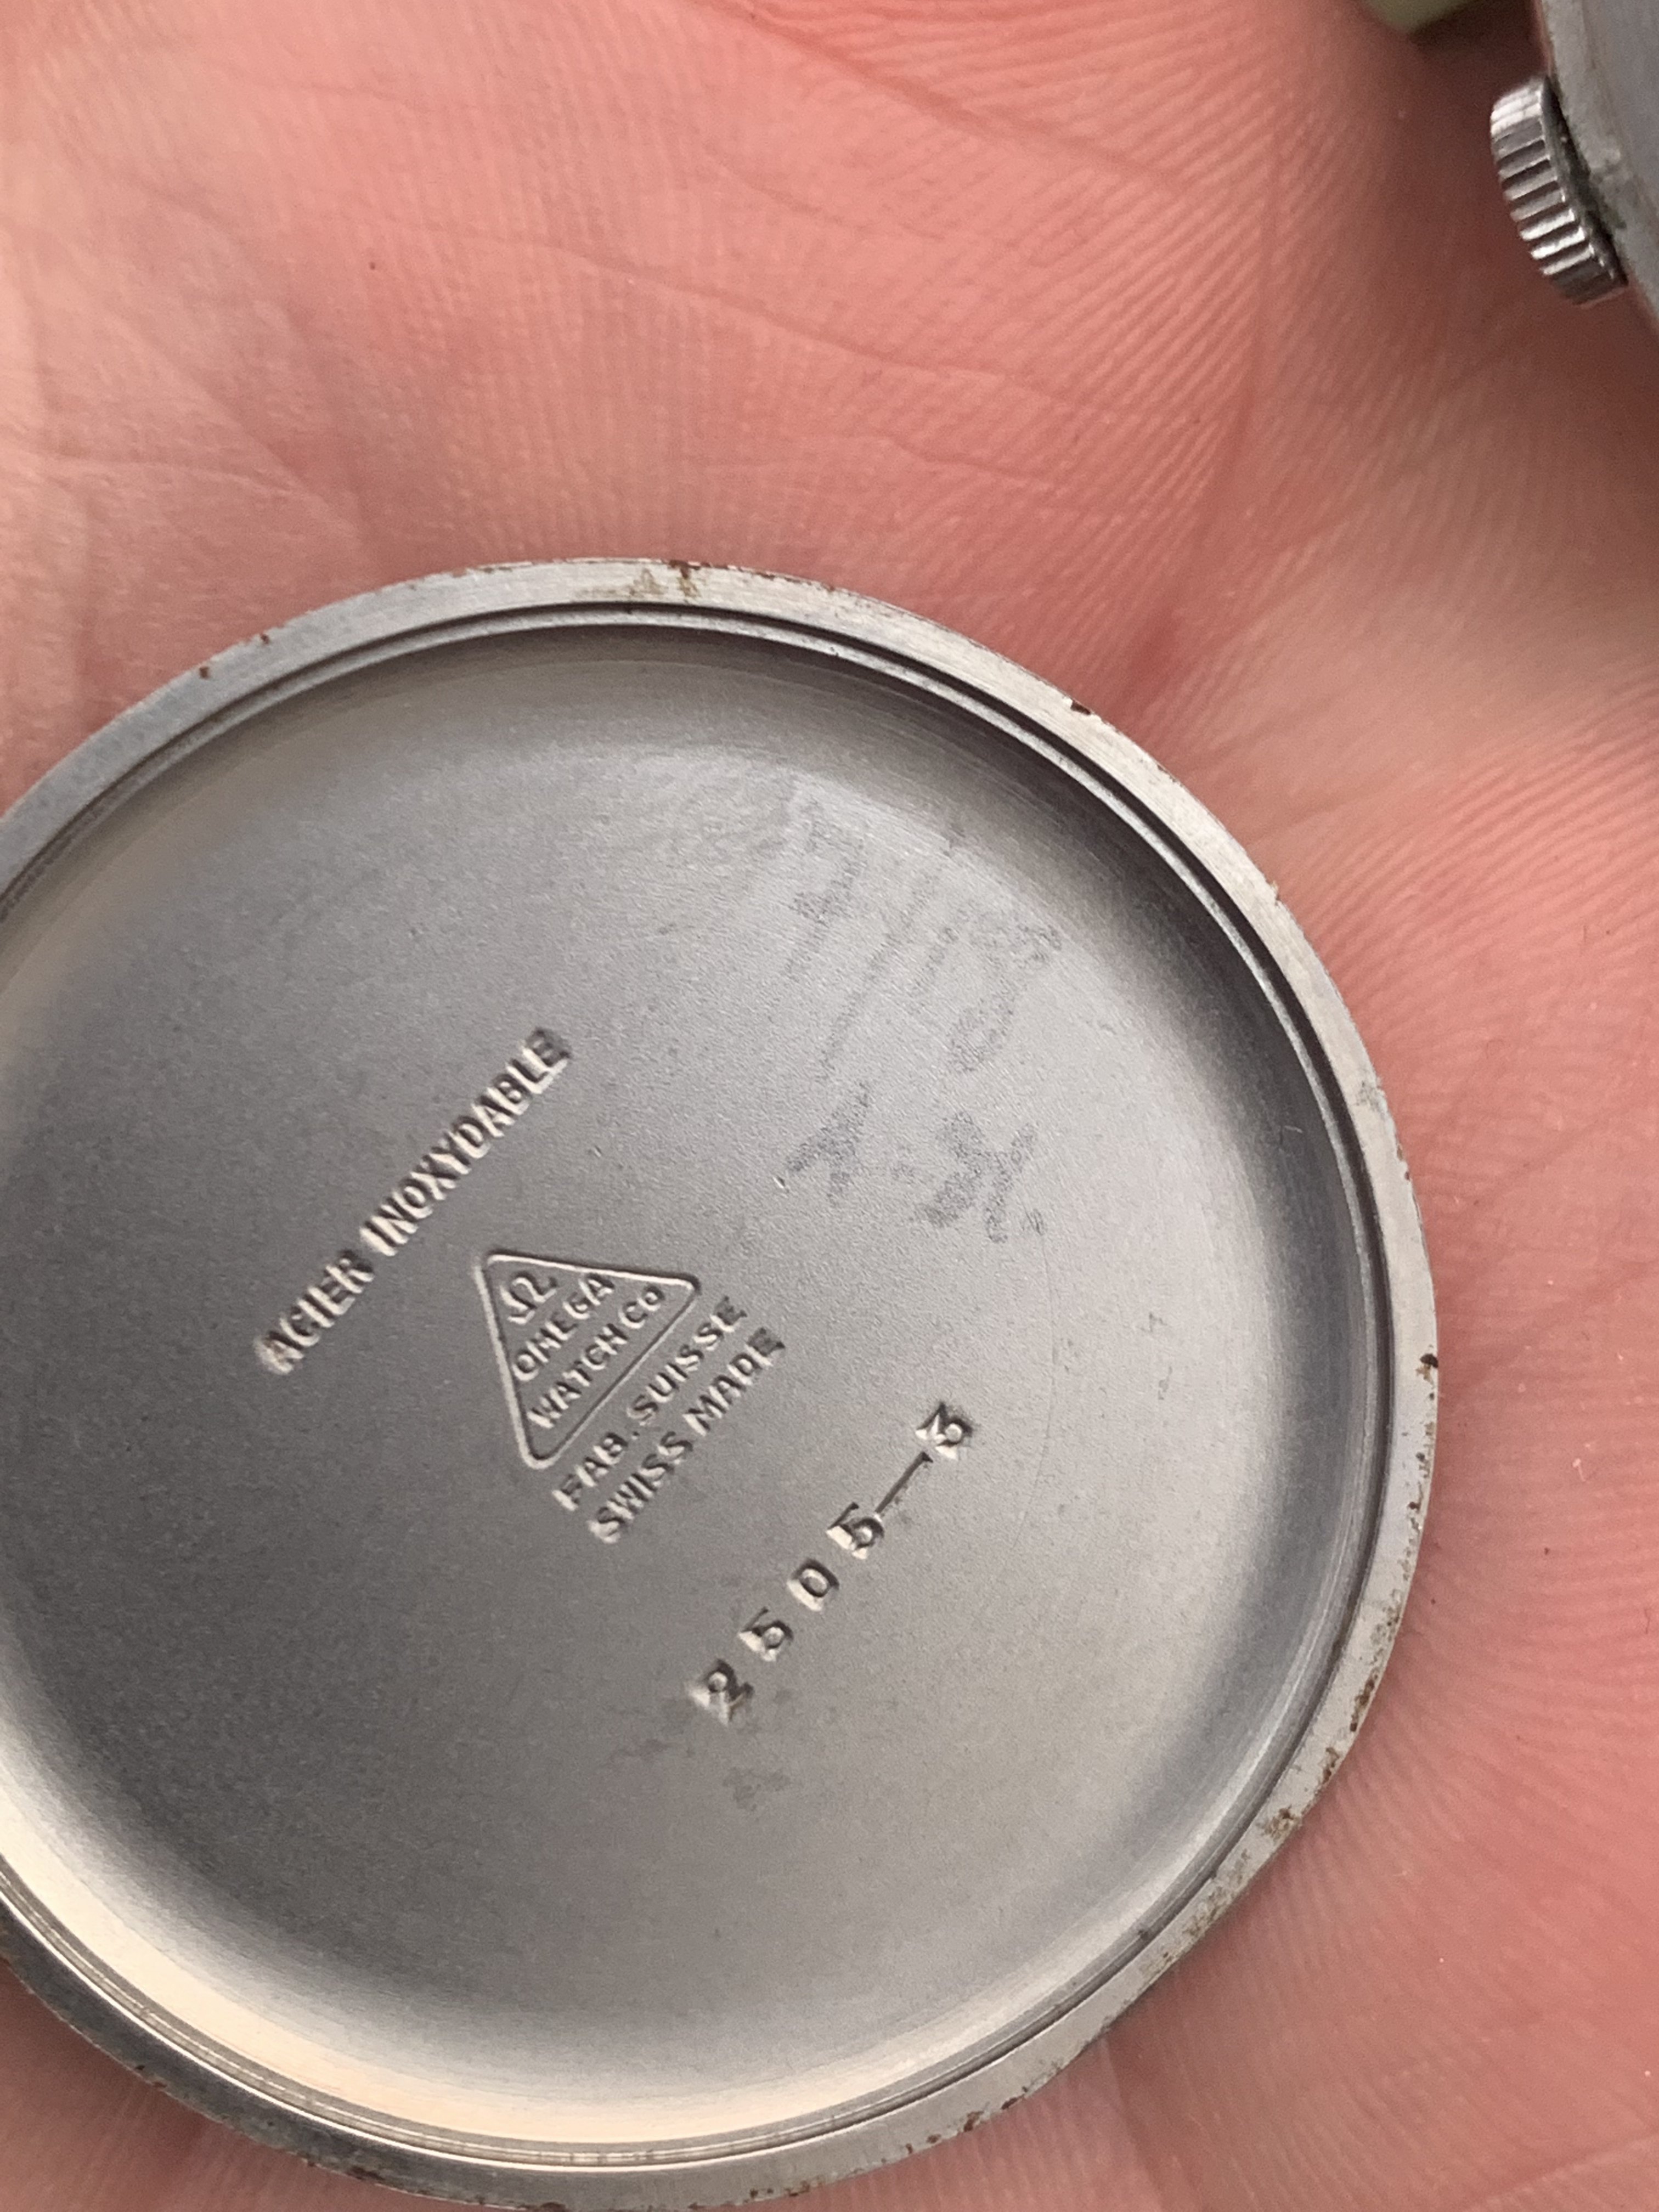 ACIER INOXYDABLE
Ω
OMEGA
WATCH Co
FAB. SUISSE
SWISS MADE
2505-3